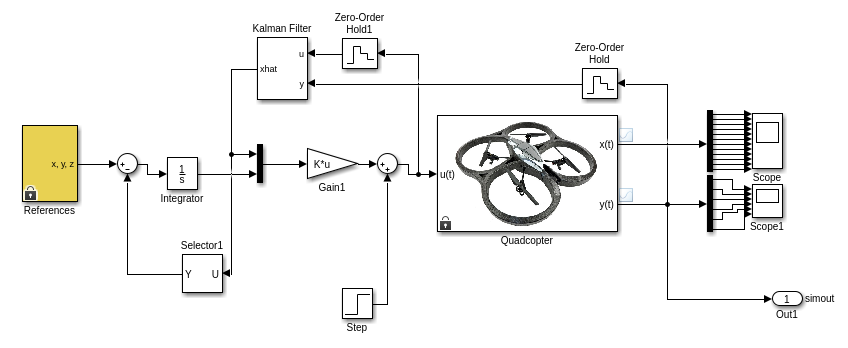 Zero-Order
Hold1
Kalman Filter
u
xhat
y
Zero-Order
Hold
x, y, z
References
+
−
1
s
Integrator
K*u
Gain1
+
+
u(t)
x(t)
y(t)
Quadcopter
Scope
Scope1
Selector1
Y U
Step
1
simout
Out1